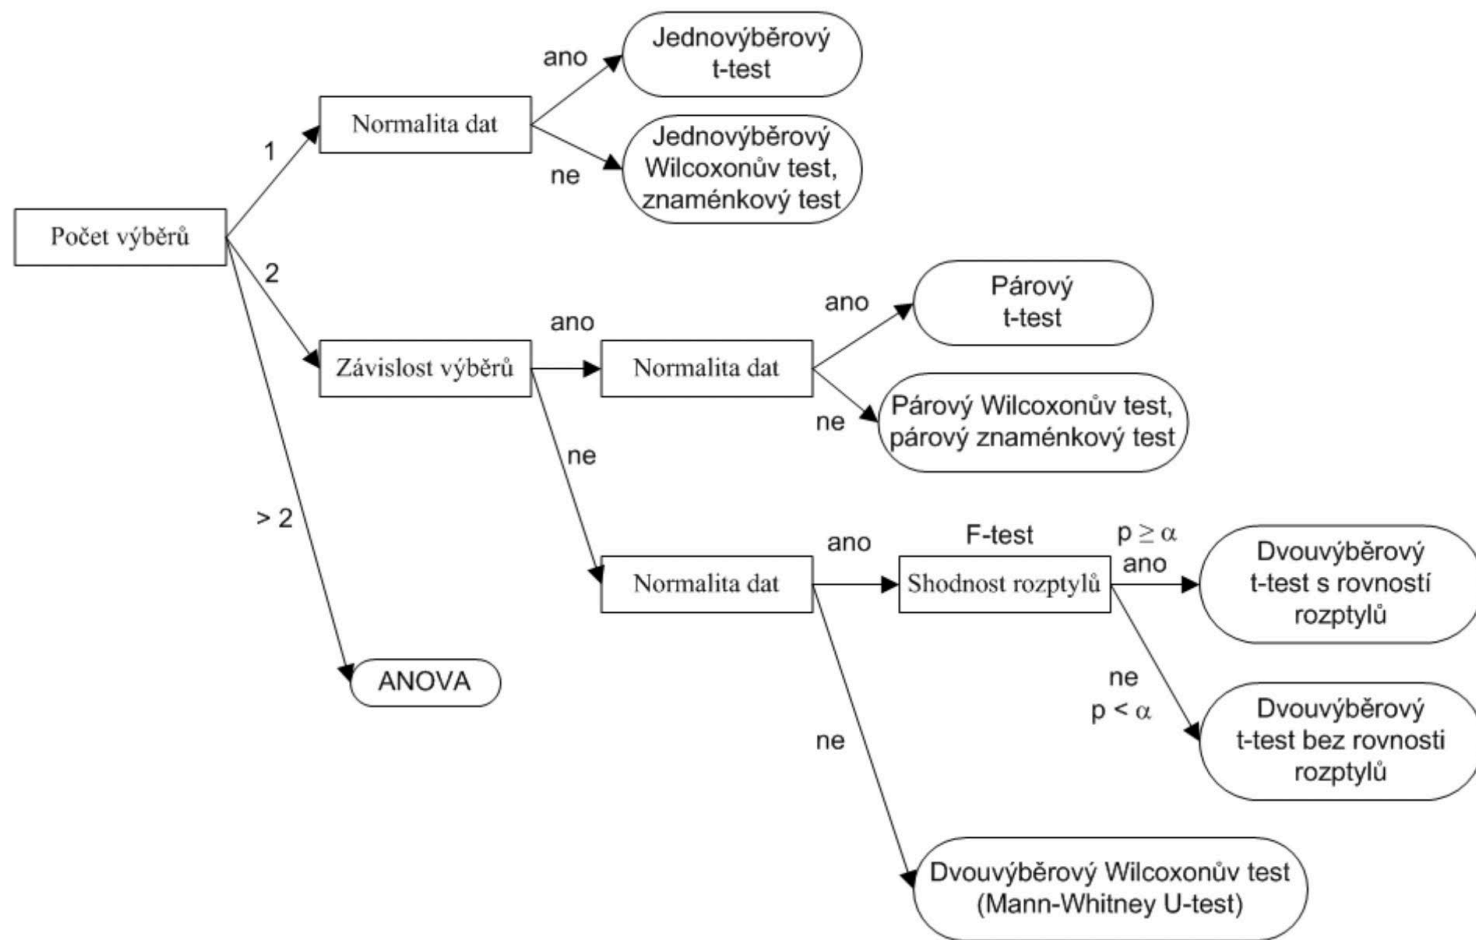 Jednovýběrový
t-test
ano
Normalita dat
1
ne
Jednovýběrový
Wilcoxonův test,
znaménkový test
Počet výběrů
2
Párový
t-test
ano
ano
Závislost výběrů
Normalita dat
ne
Párový Wilcoxonův test,
párový znaménkový test
ne
> 2
F-test
p ≥ α
ano
ano
Normalita dat
Shodnost rozptylů
Dvouvýběrový
t-test s rovností
rozptylů
ANOVA
ne
p < α
Dvouvýběrový
t-test bez rovnosti
rozptylů
ne
Dvouvýběrový Wilcoxonův test
(Mann-Whitney U-test)